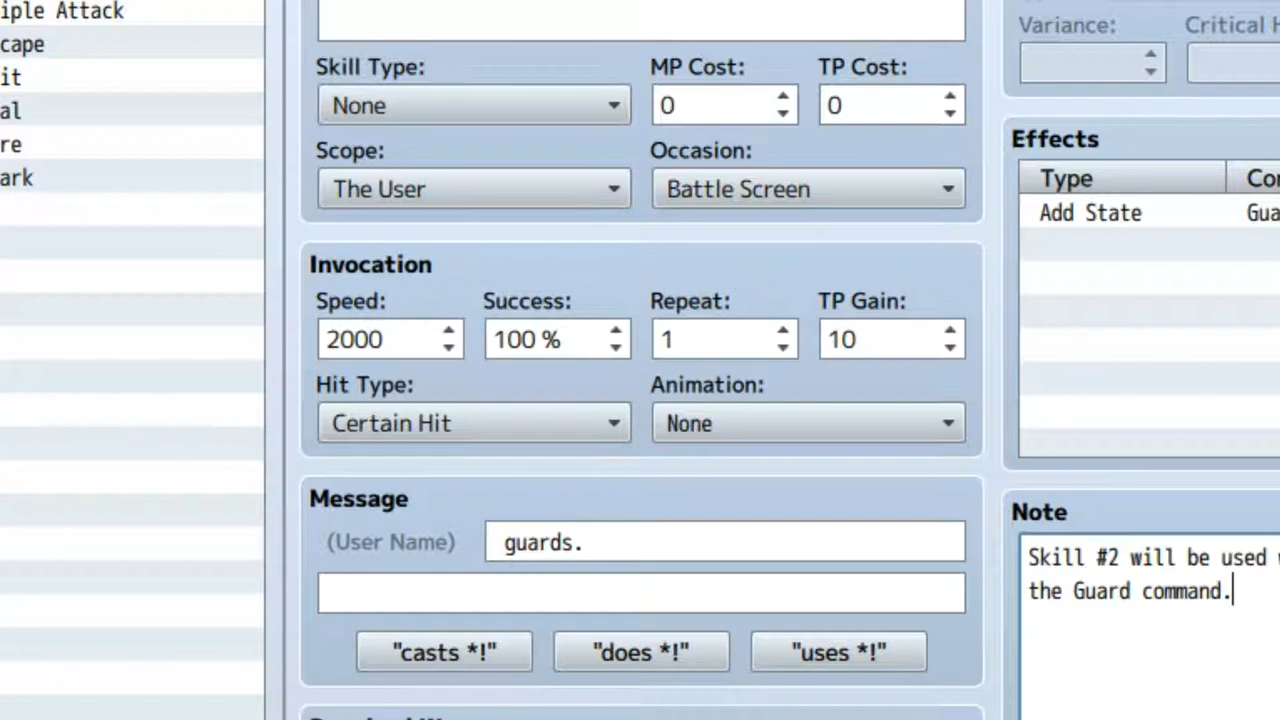 iple Attack
cape
it
al
re
ark
Skill Type:
MP Cost:
TP Cost:
None
0
0
Scope:
Occasion:
The User
Battle Screen
Invocation
Speed:
Success:
Repeat:
TP Gain:
2000
100 %
1
10
Hit Type:
Animation:
Certain Hit
None
Message
(User Name)
guards.
"casts *!"
"does *!"
"uses *!"
Variance:
Critical
Effects
Type
Add State
Note
Skill #2 will be used
the Guard command.